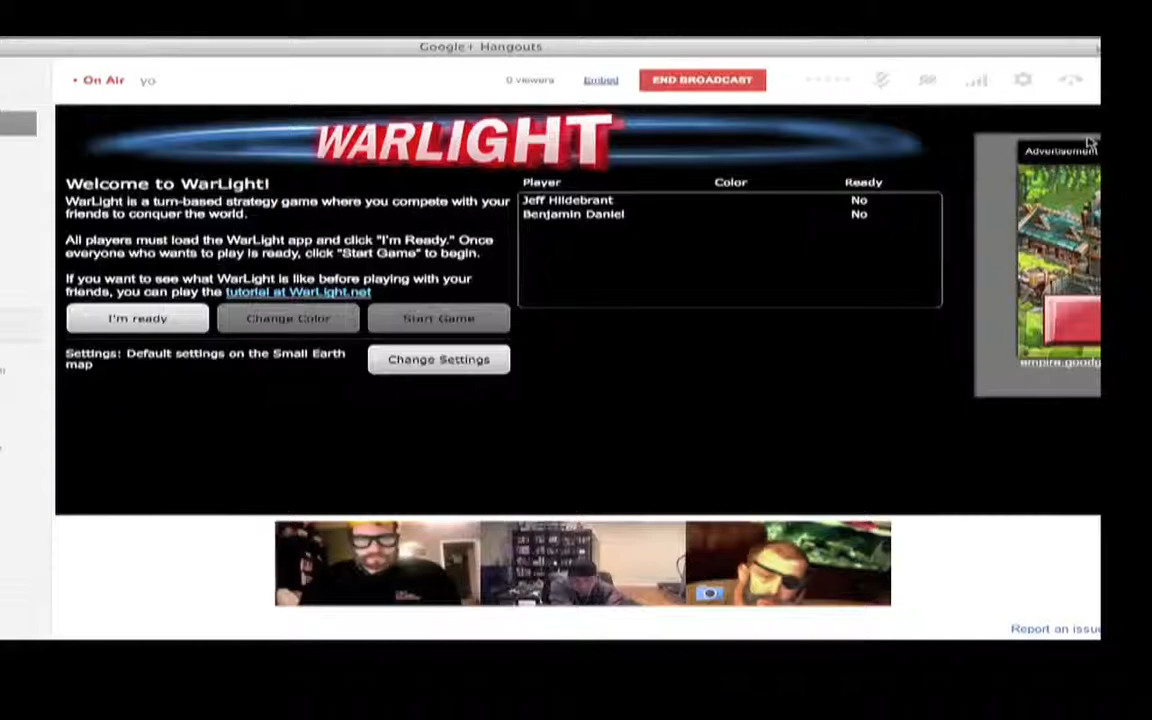 Google+ Hangouts
• On Air yo
0 viewers Embed END BROADCAST
WARLIGHT
Welcome to WarLight!
WarLight is a turn-based strategy game where you compete with your
friends to conquer the world.
All players must load the WarLight app and click "I'm Ready." Once
everyone who wants to play is ready, click "Start Game" to begin.
If you want to see what WarLight is like before playing with your
friends, you can play the tutorial at WarLight.net
I'm ready Change Color Start Game
Settings: Default settings on the Small Earth
map
Change Settings
Player Color Ready
Jeff Hildebrant No
Benjamin Daniel No
Advertisement
empire.goodg
Report an issu